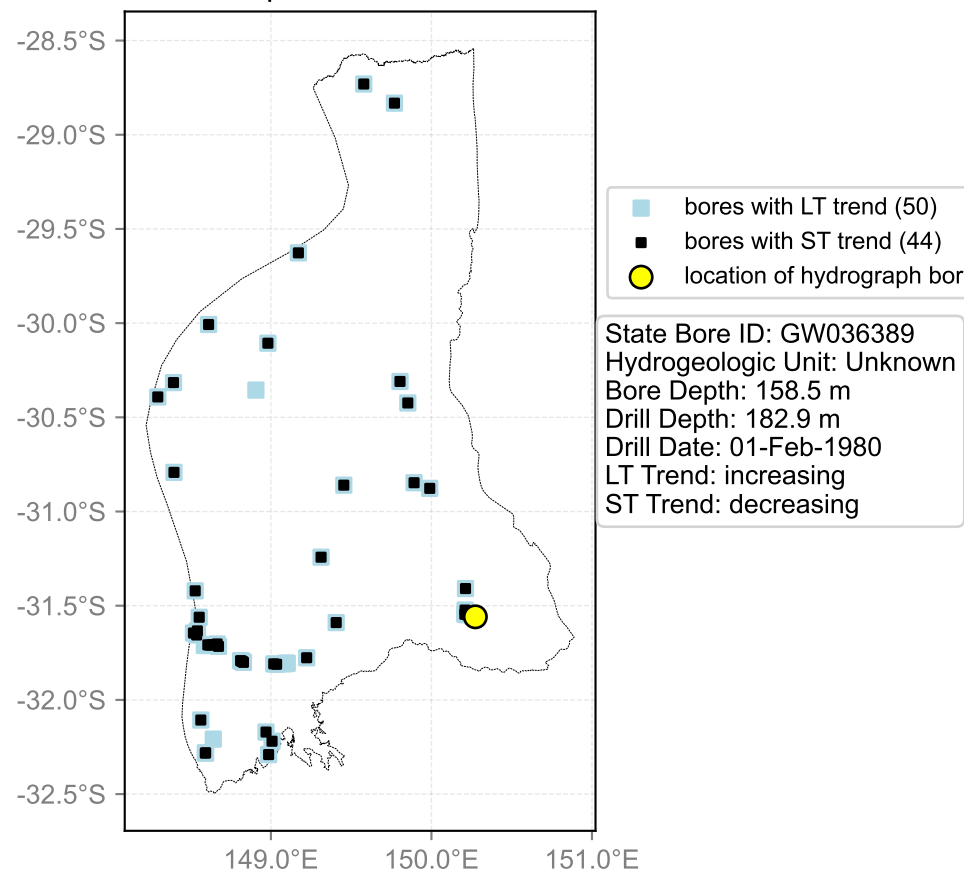 -28.5°S
-29.0°S
-29.5°S
-30.0°S
-30.5°S
-31.0°S
-31.5°S
-32.0°S
-32.5°S
149.0°E 150.0°E 151.0°E
bores with LT trend (50)
bores with ST trend (44)
location of hydrograph bor
State Bore ID: GW036389
Hydrogeologic Unit: Unknown
Bore Depth: 158.5 m
Drill Depth: 182.9 m
Drill Date: 01-Feb-1980
LT Trend: increasing
ST Trend: decreasing